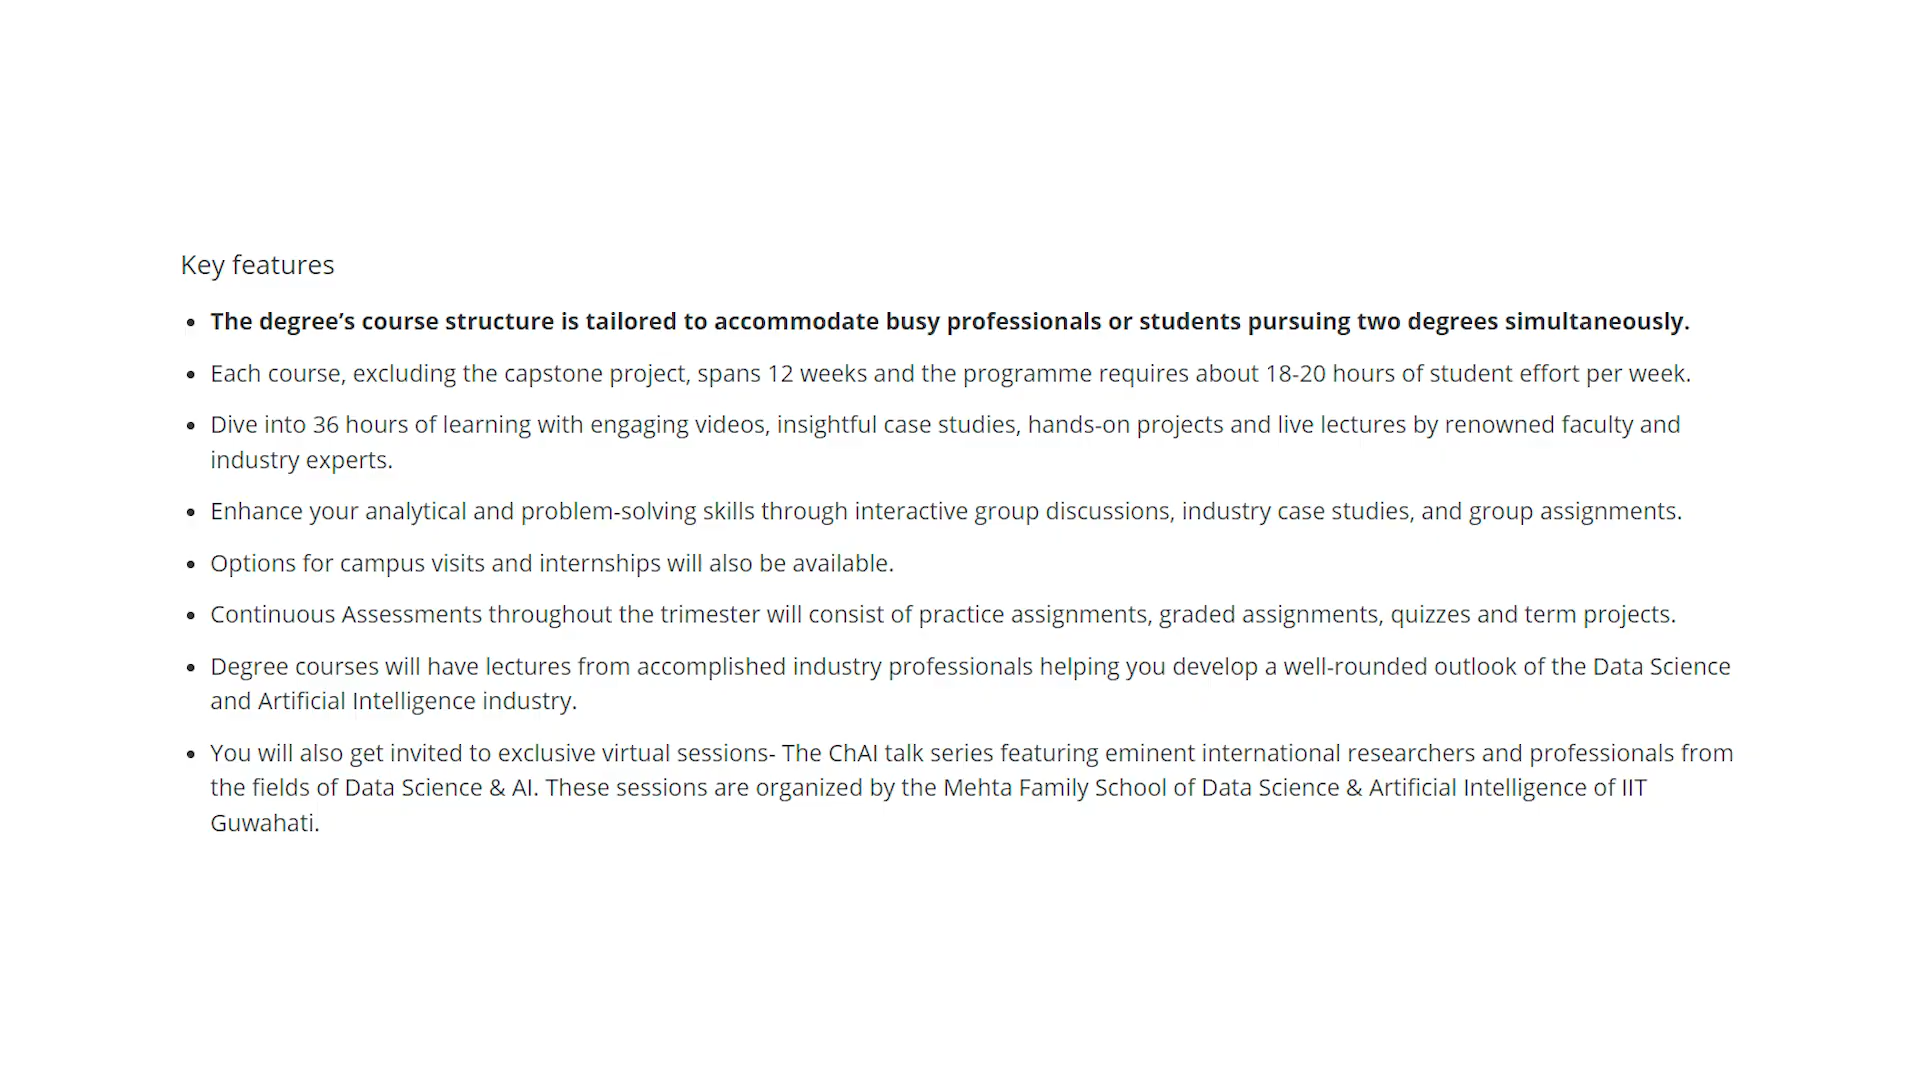 Key features
• The degree’s course structure is tailored to accommodate busy professionals or students pursuing two degrees simultaneously.
• Each course, excluding the capstone project, spans 12 weeks and the programme requires about 18-20 hours of student effort per week.
• Dive into 36 hours of learning with engaging videos, insightful case studies, hands-on projects and live lectures by renowned faculty and
industry experts.
• Enhance your analytical and problem-solving skills through interactive group discussions, industry case studies, and group assignments.
• Options for campus visits and internships will also be available.
• Continuous Assessments throughout the trimester will consist of practice assignments, graded assignments, quizzes and term projects.
• Degree courses will have lectures from accomplished industry professionals helping you develop a well-rounded outlook of the Data Science
and Artificial Intelligence industry.
• You will also get invited to exclusive virtual sessions- The ChAI talk series featuring eminent international researchers and professionals from
the fields of Data Science & AI. These sessions are organized by the Mehta Family School of Data Science & Artificial Intelligence of IIT
Guwahati.